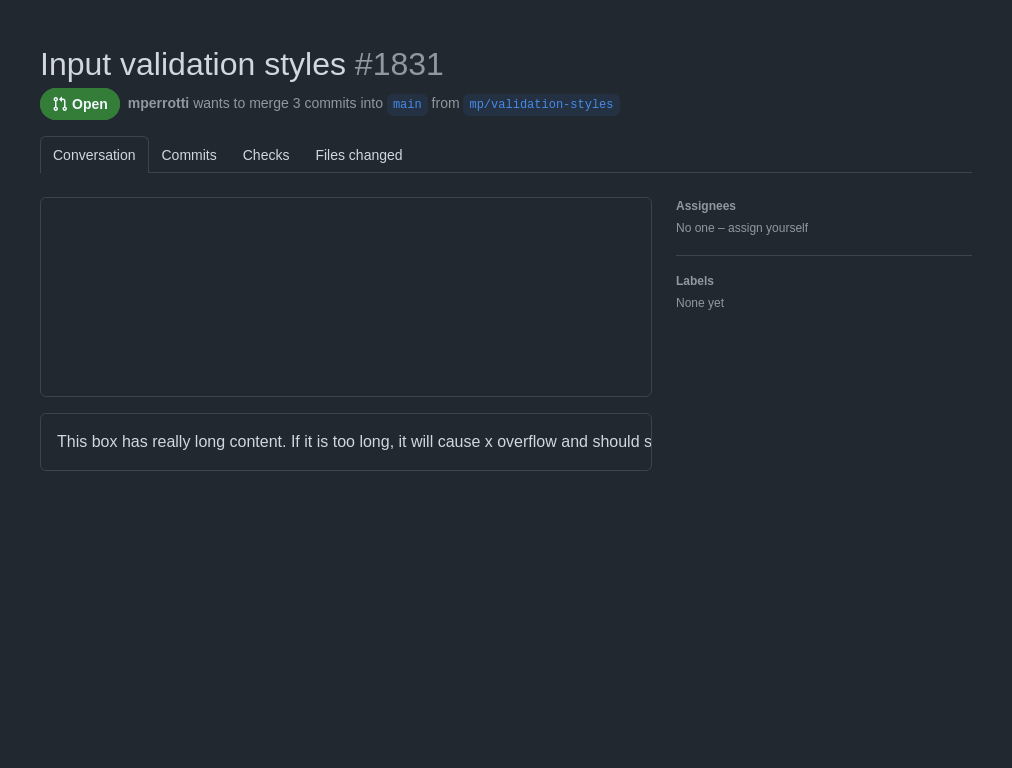 Input validation styles #1831
Open mperrotti wants to merge 3 commits into main from mp/validation-styles
Conversation Commits Checks Files changed
Assignees
No one – assign yourself
Labels
None yet
This box has really long content. If it is too long, it will cause x overflow and should s